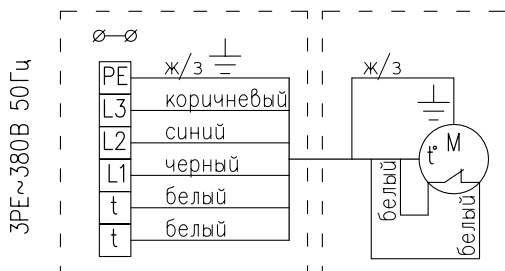 3PE~380В 50Гц
PE ж/з
L3 коричневый
L2 синий
L1 черный
t белый
t белый
ж/з
M
t°
белый
белый